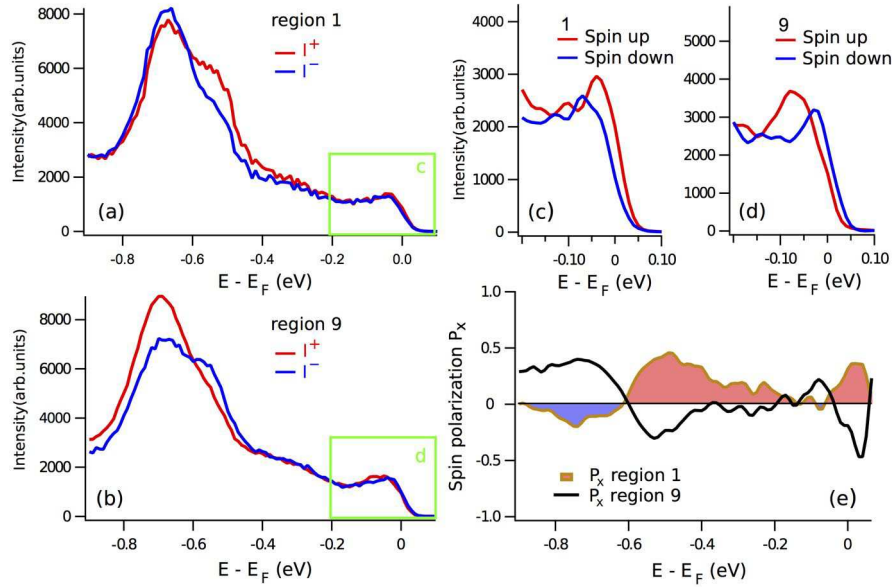 region 1
I+
I-
c
(a)
Intensity(arb.units)
8000
6000
4000
2000
0
-0.8 -0.6 -0.4 -0.2 0.0
E - EF (eV)
1
Spin up
Spin down
(c)
Intensity(arb.units)
4000
3000
2000
1000
0
-0.10 0 0.10
E - EF (eV)
9
Spin up
Spin down
(d)
5000
4000
3000
2000
1000
0
-0.10 0 0.10
E - EF (eV)
region 9
I+
I-
d
(b)
Intensity(arb.units)
8000
6000
4000
2000
0
-0.8 -0.6 -0.4 -0.2 0
E - EF (eV)
Spin polarization Px
1.0
0.5
0
-0.5
-1.0
Px region 1
Px region 9
(e)
-0.8 -0.6 -0.4 -0.2 0
E - EF (eV)